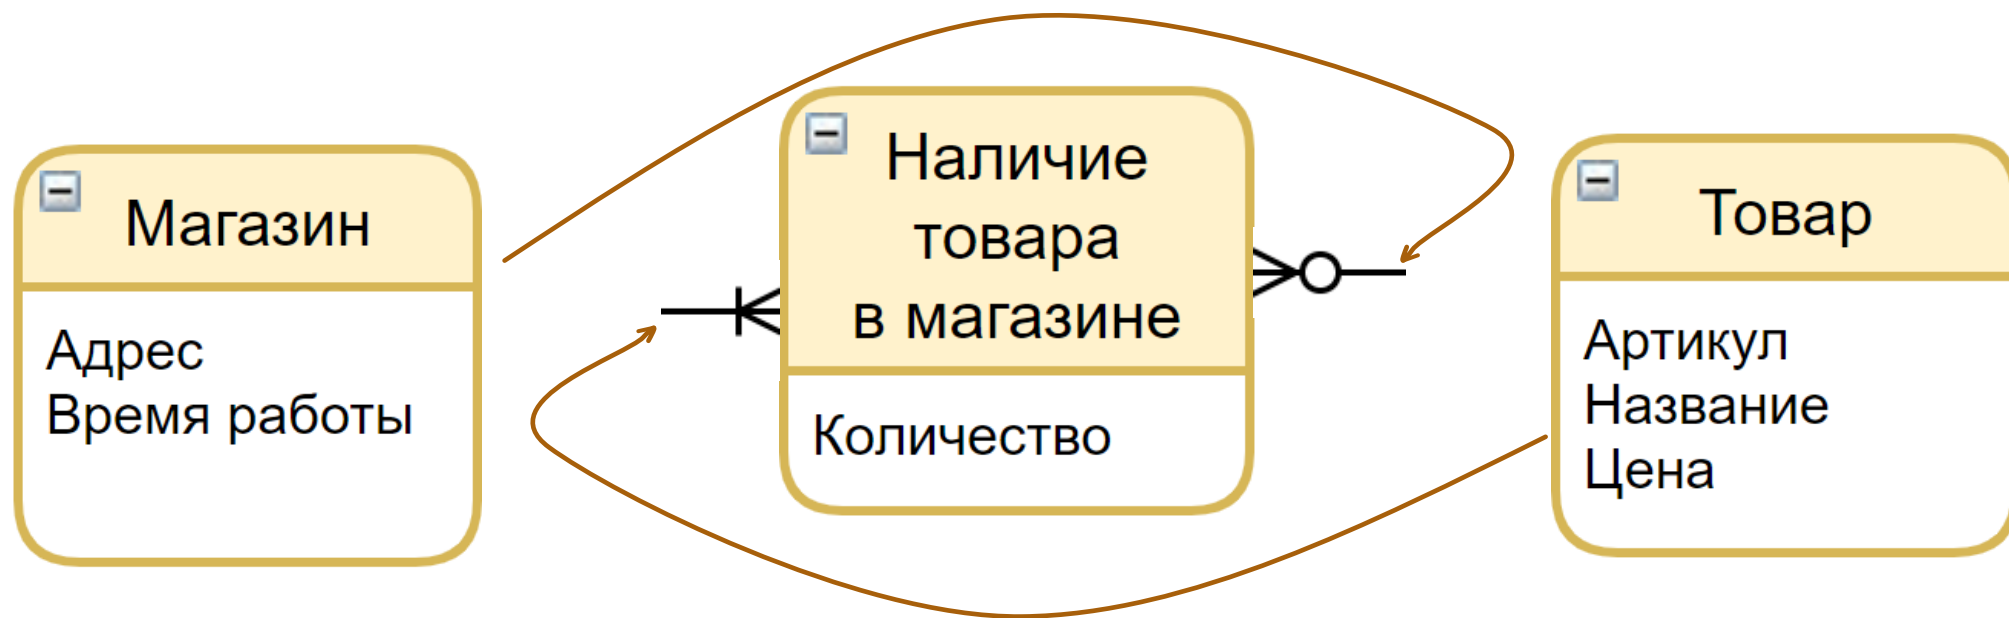 Магазин
Адрес
Время работы
Наличие
товара
в магазине
Количество
Товар
Артикул
Название
Цена